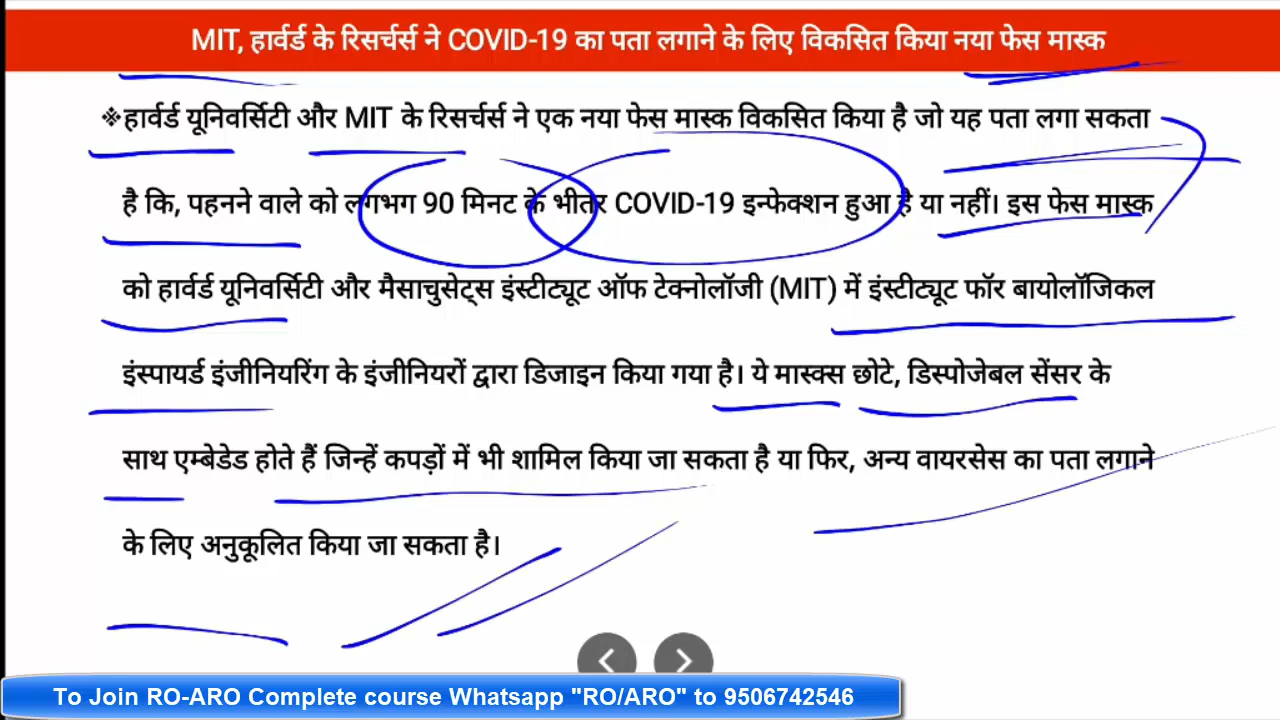 MIT, हार्वर्ड के रिसर्चर्स ने COVID-19 का पता लगाने के लिए विकसित किया नया फेस मास्क
❖हार्वर्ड यूनिवर्सिटी और MIT के रिसर्चर्स ने एक नया फेस मास्क विकसित किया है जो यह पता लगा सकता
है कि, पहनने वाले को लगभग 90 मिनट के भीतर COVID-19 इन्फेक्शन हुआ है या नहीं। इस फेस मास्क
को हार्वर्ड यूनिवर्सिटी और मैसाचुसेट्स इंस्टीट्यूट ऑफ टेक्नोलॉजी (MIT) में इंस्टीट्यूट फॉर बायोलॉजिकल
इंस्पायर्ड इंजीनियरिंग के इंजीनियरों द्वारा डिजाइन किया गया है। ये मास्क्स छोटे, डिस्पोजेबल सेंसर के
साथ एम्बेडेड होते हैं जिन्हें कपड़ों में भी शामिल किया जा सकता है या फिर, अन्य वायरसेस का पता लगाने
के लिए अनुकूलित किया जा सकता है।
To Join RO-ARO Complete course Whatsapp "RO/ARO" to 9506742546